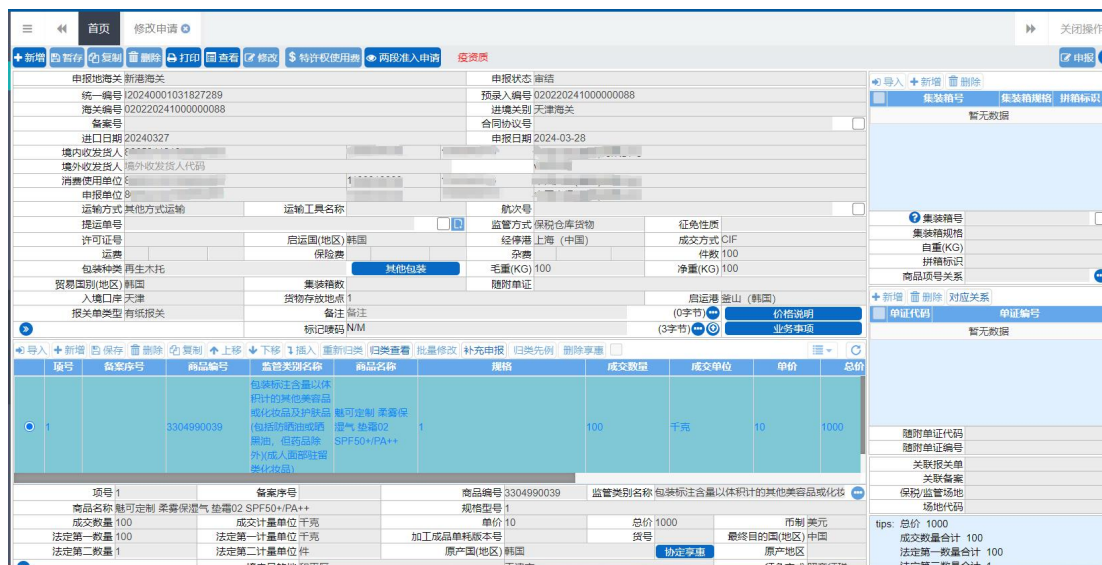 首页 修改申请 关闭操作
新增 暂存 复制 删除 打印 查看 修改 $ 特许权使用费 两段准入申请 疫资质 申报
申报地海关 新港海关 申报状态 审结
统一编号 I20240001031827289 预录入编号 020220241000000088
海关编号 020220241000000088 进境关别 天津海关
备案号 合同协议号
进口日期 20240327 申报日期 2024-03-28
境内收发货人
境外收发货人 境外收发货人代码
消费使用单位
申报单位
运输方式 其他方式运输 运输工具名称 航次号
提运单号 监管方式 保税仓库货物 征免性质
许可证号 启运国(地区) 韩国 经停港 上海（中国） 成交方式 CIF
运费 保险费 杂费 件数 100
包装种类 再生木托 其他包装 毛重(KG) 100 净重(KG) 100
贸易国别(地区) 韩国 集装箱数 随附单证
入境口岸 天津 货物存放地点 1 启运港 釜山（韩国）
报关单类型 有纸报关 备注 备注 (0字节) 价格说明
标记唛码 N/M (3字节) 业务事项
导入 新增 保存 删除 复制 上移 下移 插入 重新归类 归类查看 批量修改 补充申报 归类先例 删除享惠
项号 备案序号 商品编号 监管类别名称 商品名称 规格 成交数量 成交单位 单价 总价
1 3304990039 包装标注含量以体
积计的其他美容品
或化妆品及护肤品
(包括防晒油或晒
黑油，但药品除
外)(成人面部驻留
类化妆品)
魅可定制 柔雾保
湿气 垫霜02
SPF50+/PA++
1 100 千克 10 1000
项号 1 备案序号 商品编号 3304990039 监管类别名称 包装标注含量以体积计的其他美容品或化妆
商品名称 魅可定制 柔雾保湿气 垫霜02 SPF50+/PA++ 规格型号 1
成交数量 100 成交计量单位 千克 单价 10 总价 1000 币制 美元
法定第一数量 100 法定第一计量单位 千克 加工成品单耗版本号 货号 最终目的国(地区) 中国
法定第二数量 1 法定第二计量单位 件 原产国(地区) 韩国 协定享惠 原产地区
导入 新增 删除
集装箱号 集装箱规格 拼箱标识
暂无数据
集装箱号
集装箱规格
自重(KG)
拼箱标识
商品项号关系
新增 删除 对应关系
单证代码 单证编号
暂无数据
随附单证代码
随附单证编号
关联报关单
关联备案
保税/监管场地
场地代码
tips: 总价 1000
成交数量合计 100
法定第一数量合计 100
法定第二数量合计 1